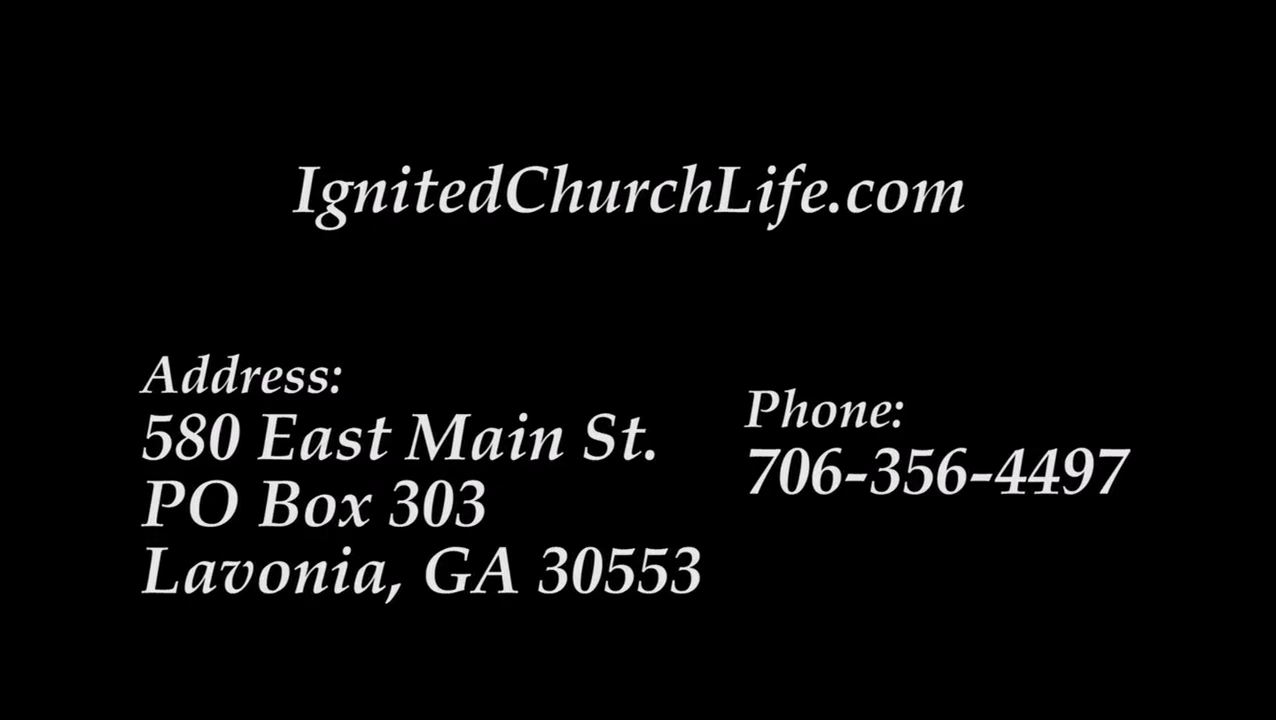 IgnitedChurchLife.com
Address:
580 East Main St.
PO Box 303
Lavonia, GA 30553
Phone:
706-356-4497